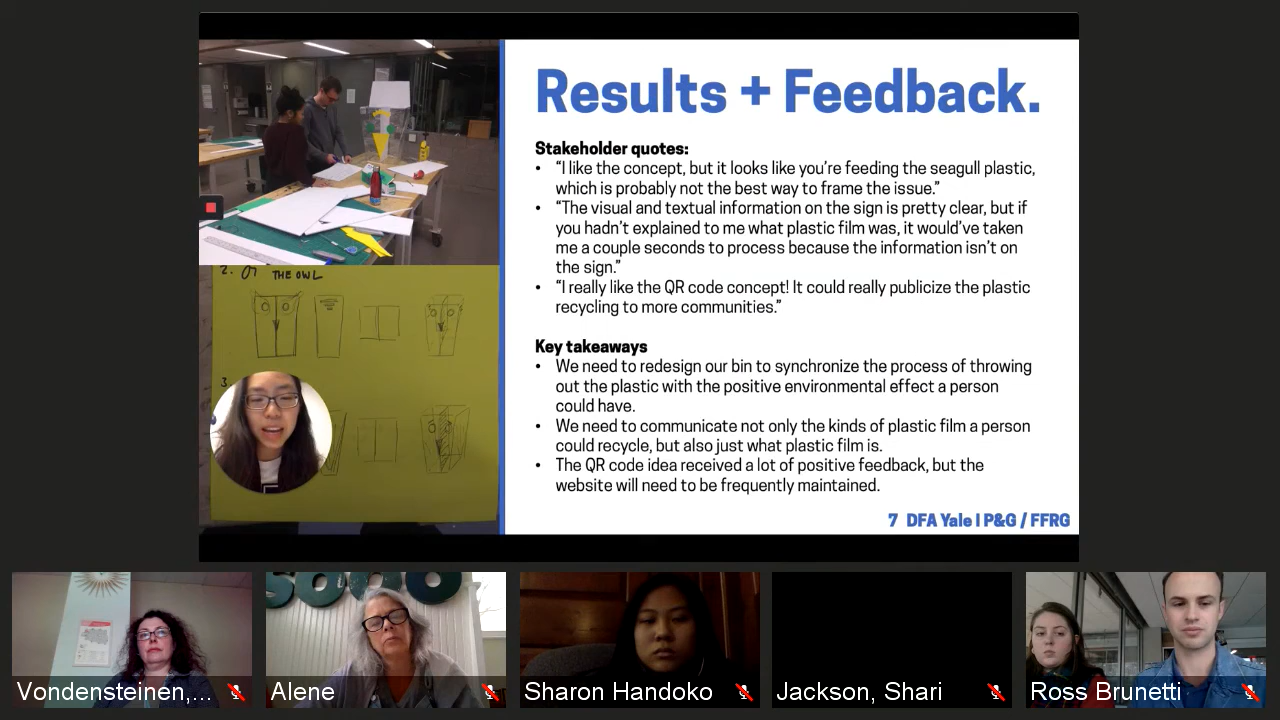 Results + Feedback.
Stakeholder quotes:
• “I like the concept, but it looks like you’re feeding the seagull plastic,
which is probably not the best way to frame the issue.”
• “The visual and textual information on the sign is pretty clear, but if
you hadn’t explained to me what plastic film was, it would’ve taken
me a couple seconds to process because the information isn’t on
the sign.”
• “I really like the QR code concept! It could really publicize the plastic
recycling to more communities.”
Key takeaways
• We need to redesign our bin to synchronize the process of throwing
out the plastic with the positive environmental effect a person
could have.
• We need to communicate not only the kinds of plastic film a person
could recycle, but also just what plastic film is.
• The QR code idea received a lot of positive feedback, but the
website will need to be frequently maintained.
7 DFA Yale | P&G / FFRG
2. THE OWL
3.
SOHO
Vondensteinen,...
Alene
Sharon Handoko
Jackson, Shari
Ross Brunetti